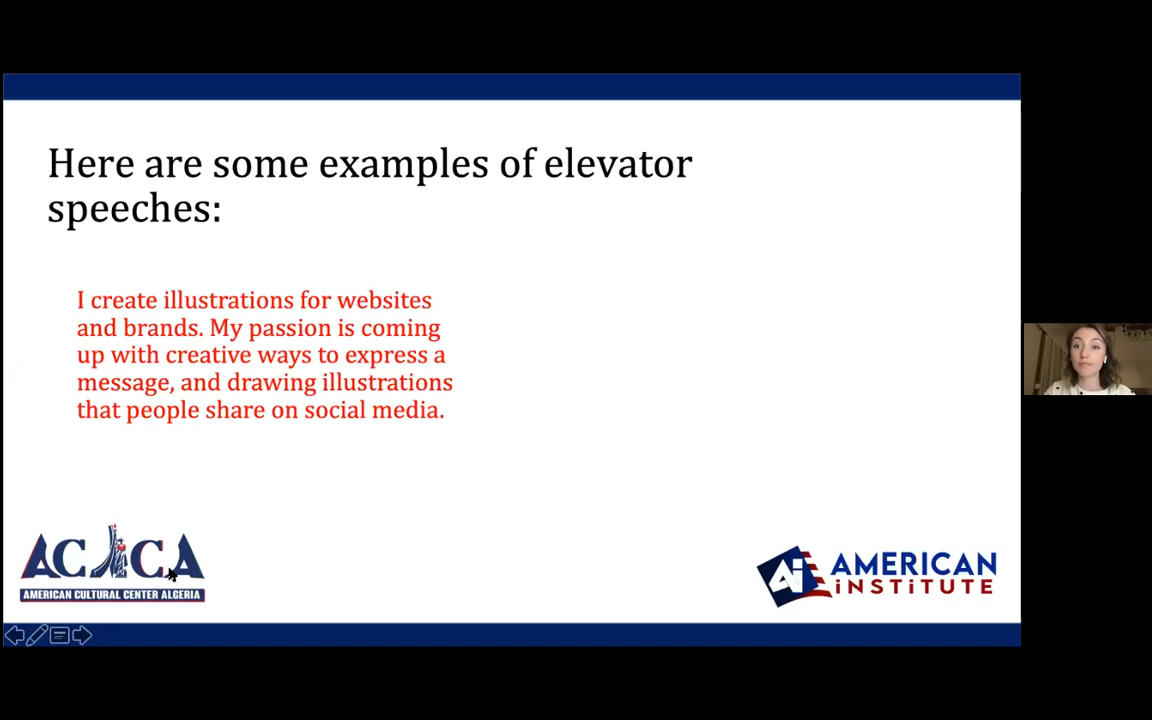 Here are some examples of elevator
speeches:
I create illustrations for websites
and brands. My passion is coming
up with creative ways to express a
message, and drawing illustrations
that people share on social media.
ACCA
AMERICAN CULTURAL CENTER ALGERIA
Ai AMERICAN
iNSTiTUTE